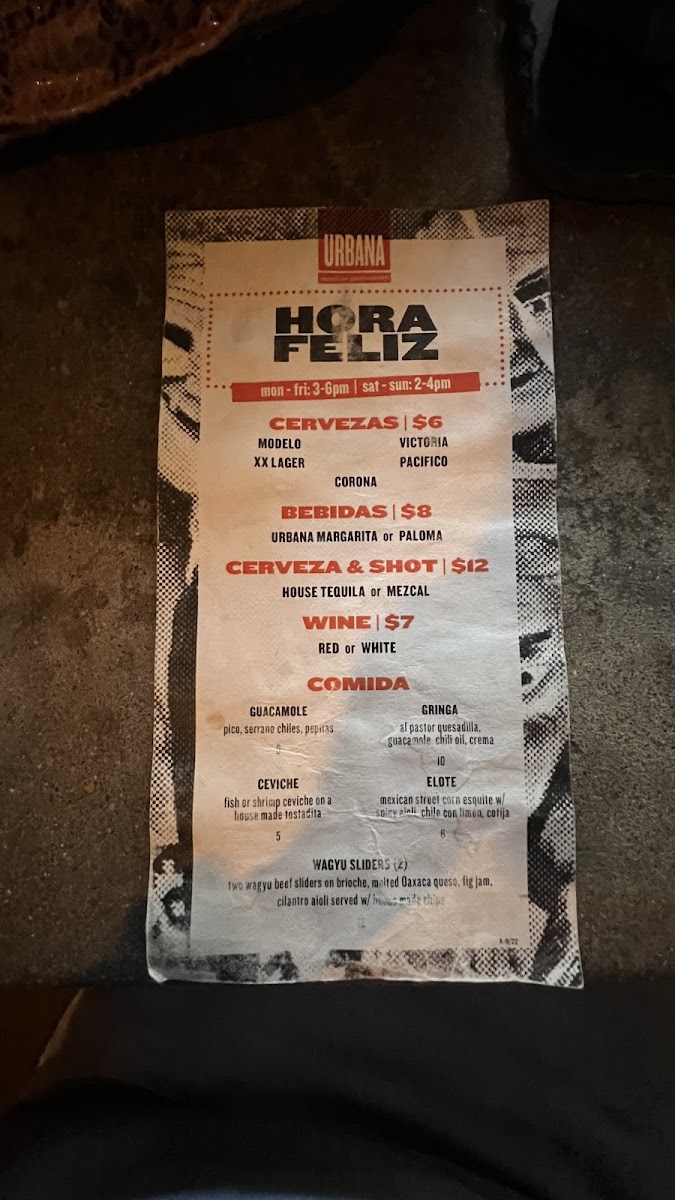 URBANA
HORA
FELIZ
mon - fri: 3-6pm | sat - sun: 2-4pm
CERVEZAS | $6
MODELO VICTORIA
XX LAGER PACIFICO
CORONA
BEBIDAS | $8
URBANA MARGARITA or PALOMA
CERVEZA & SHOT | $12
HOUSE TEQUILA or MEZCAL
WINE | $7
RED or WHITE
COMIDA
GUACAMOLE
pico, serrano chiles, pepitas
GRINGA
al pastor quesadilla,
guacamole, chili oil, crema
10
CEVICHE
fish or shrimp ceviche on a
house made tostadita
5
ELOTE
mexican street corn esquite w/
spicy aioli, chile con limon, cotija
6
WAGYU SLIDERS (2)
two wagyu beef sliders on brioche, melted Oaxaca queso, fig jam,
cilantro aioli served w/ house made chips